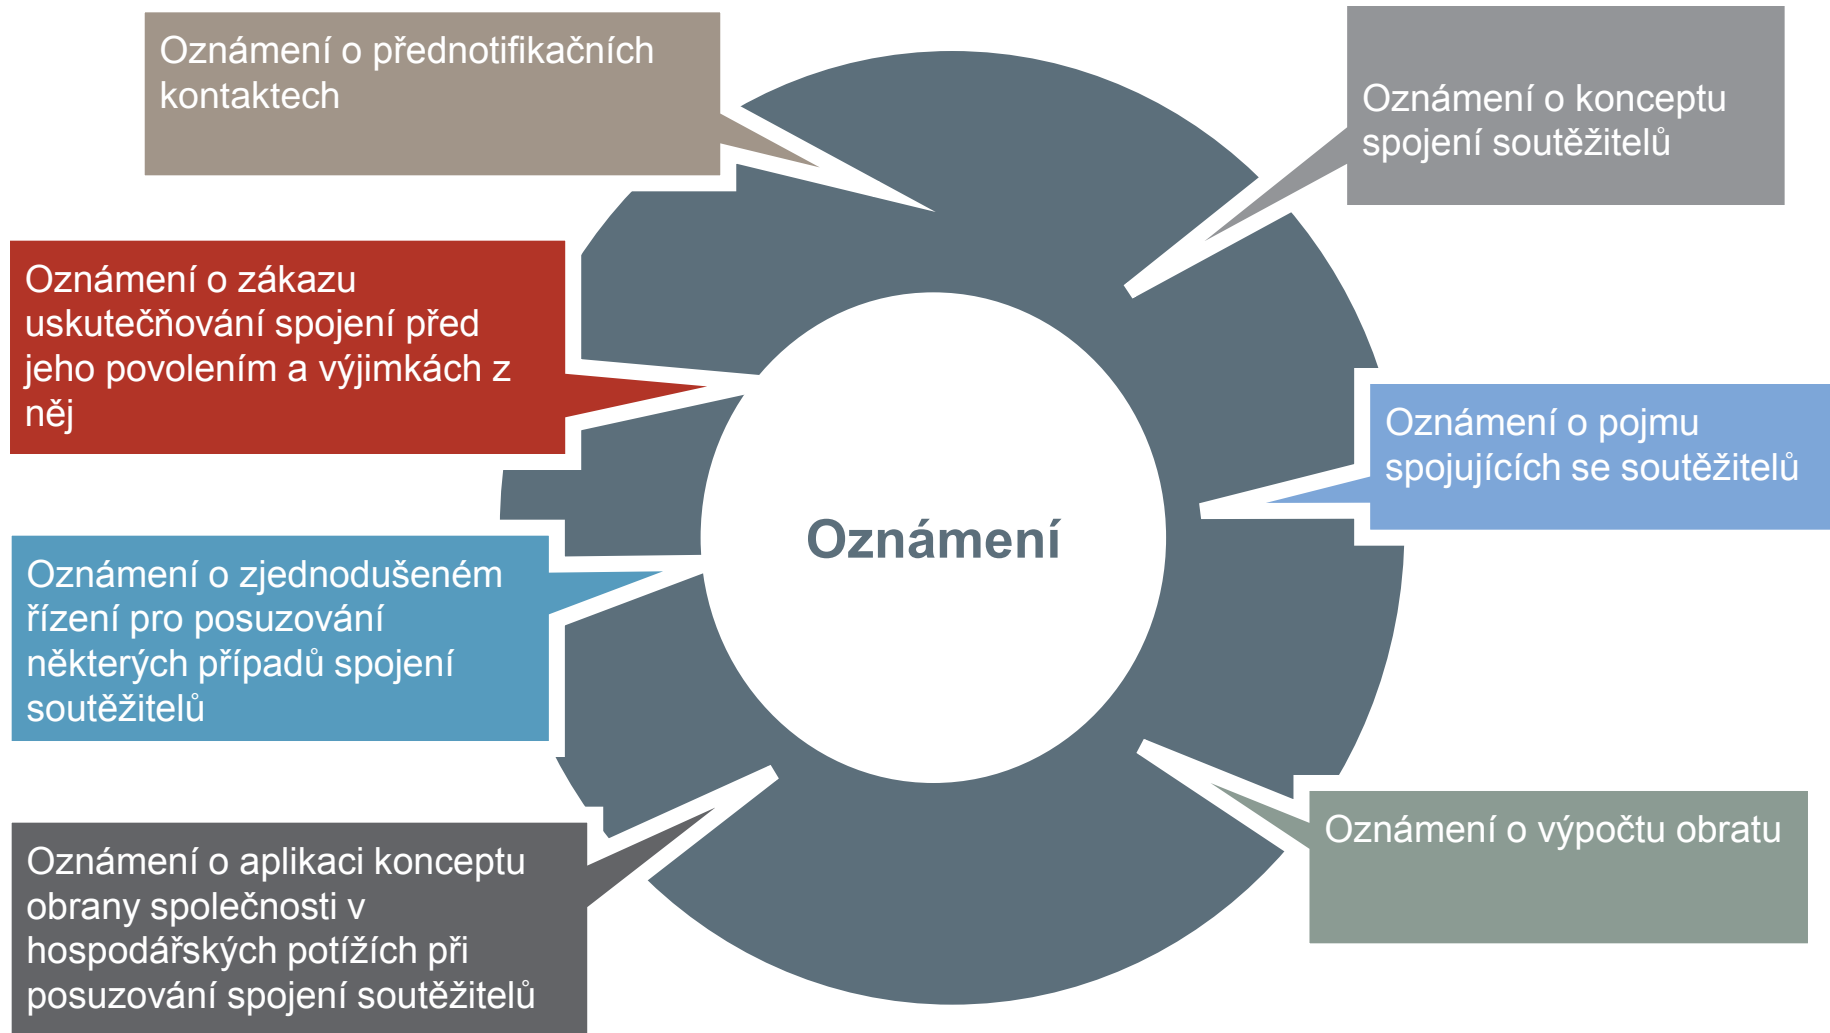 Oznámení o přednotifikačních
kontaktech
Oznámení o konceptu
spojení soutěžitelů
Oznámení o zákazu
uskutečňování spojení před
jeho povolením a výjimkách z
něj
Oznámení o pojmu
spojujících se soutěžitelů
Oznámení
Oznámení o zjednodušeném
řízení pro posuzování
některých případů spojení
soutěžitelů
Oznámení o výpočtu obratu
Oznámení o aplikaci konceptu
obrany společnosti v
hospodářských potížích při
posuzování spojení soutěžitelů